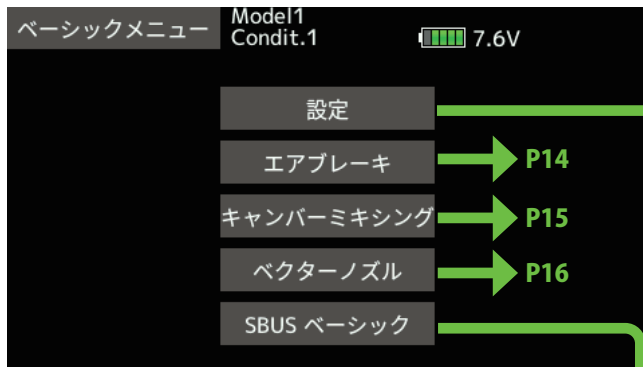 ベーシックメニュー
Model1
Condit.1
7.6V
設定
エアブレーキ
P14
キャンバーミキシング
P15
ベクターノズル
P16
SBUS ベーシック